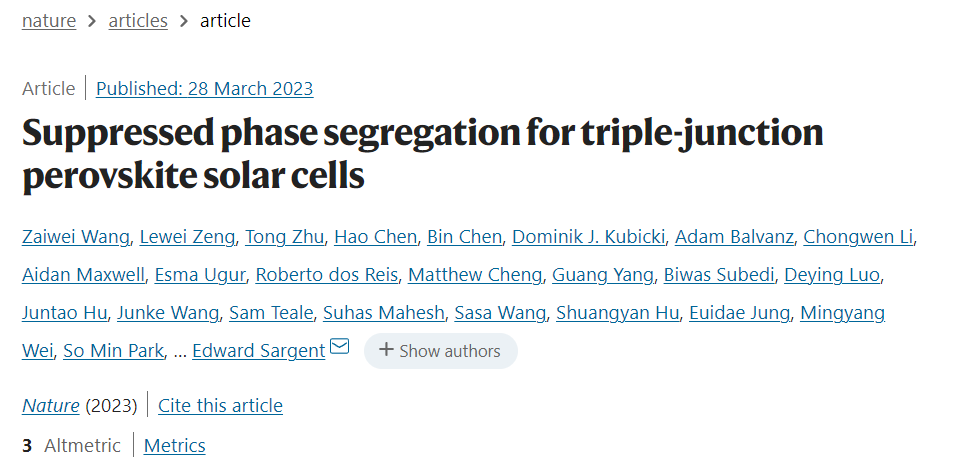 nature > articles > article
Article | Published: 28 March 2023
Suppressed phase segregation for triple-junction
perovskite solar cells
Zaiwei Wang, Lewei Zeng, Tong Zhu, Hao Chen, Bin Chen, Dominik J. Kubicki, Adam Balvanz, Chongwen Li,
Aidan Maxwell, Esma Ugur, Roberto dos Reis, Matthew Cheng, Guang Yang, Biwas Subedi, Deying Luo,
Juntao Hu, Junke Wang, Sam Teale, Suhas Mahesh, Sasa Wang, Shuangyan Hu, Euidae Jung, Mingyang
Wei, So Min Park, ... Edward Sargent + Show authors
Nature (2023) | Cite this article
3 Altmetric | Metrics